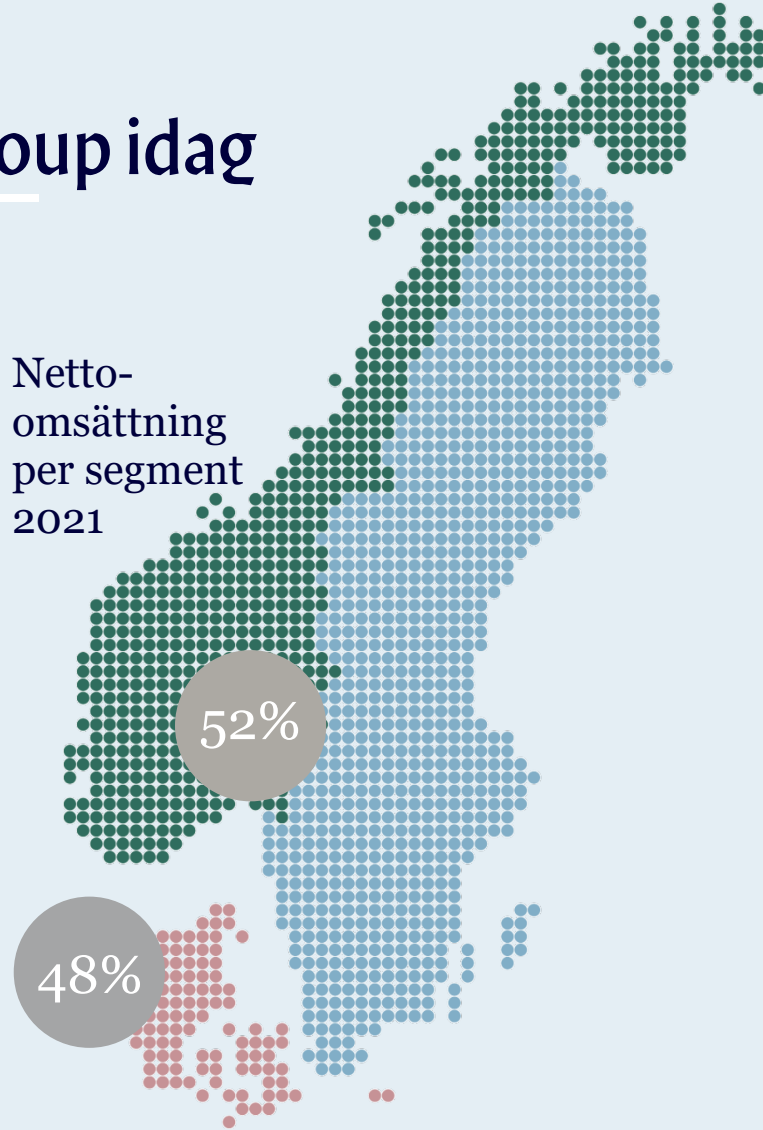 oup idag
Netto-
omsättning
per segment
2021
52%
48%